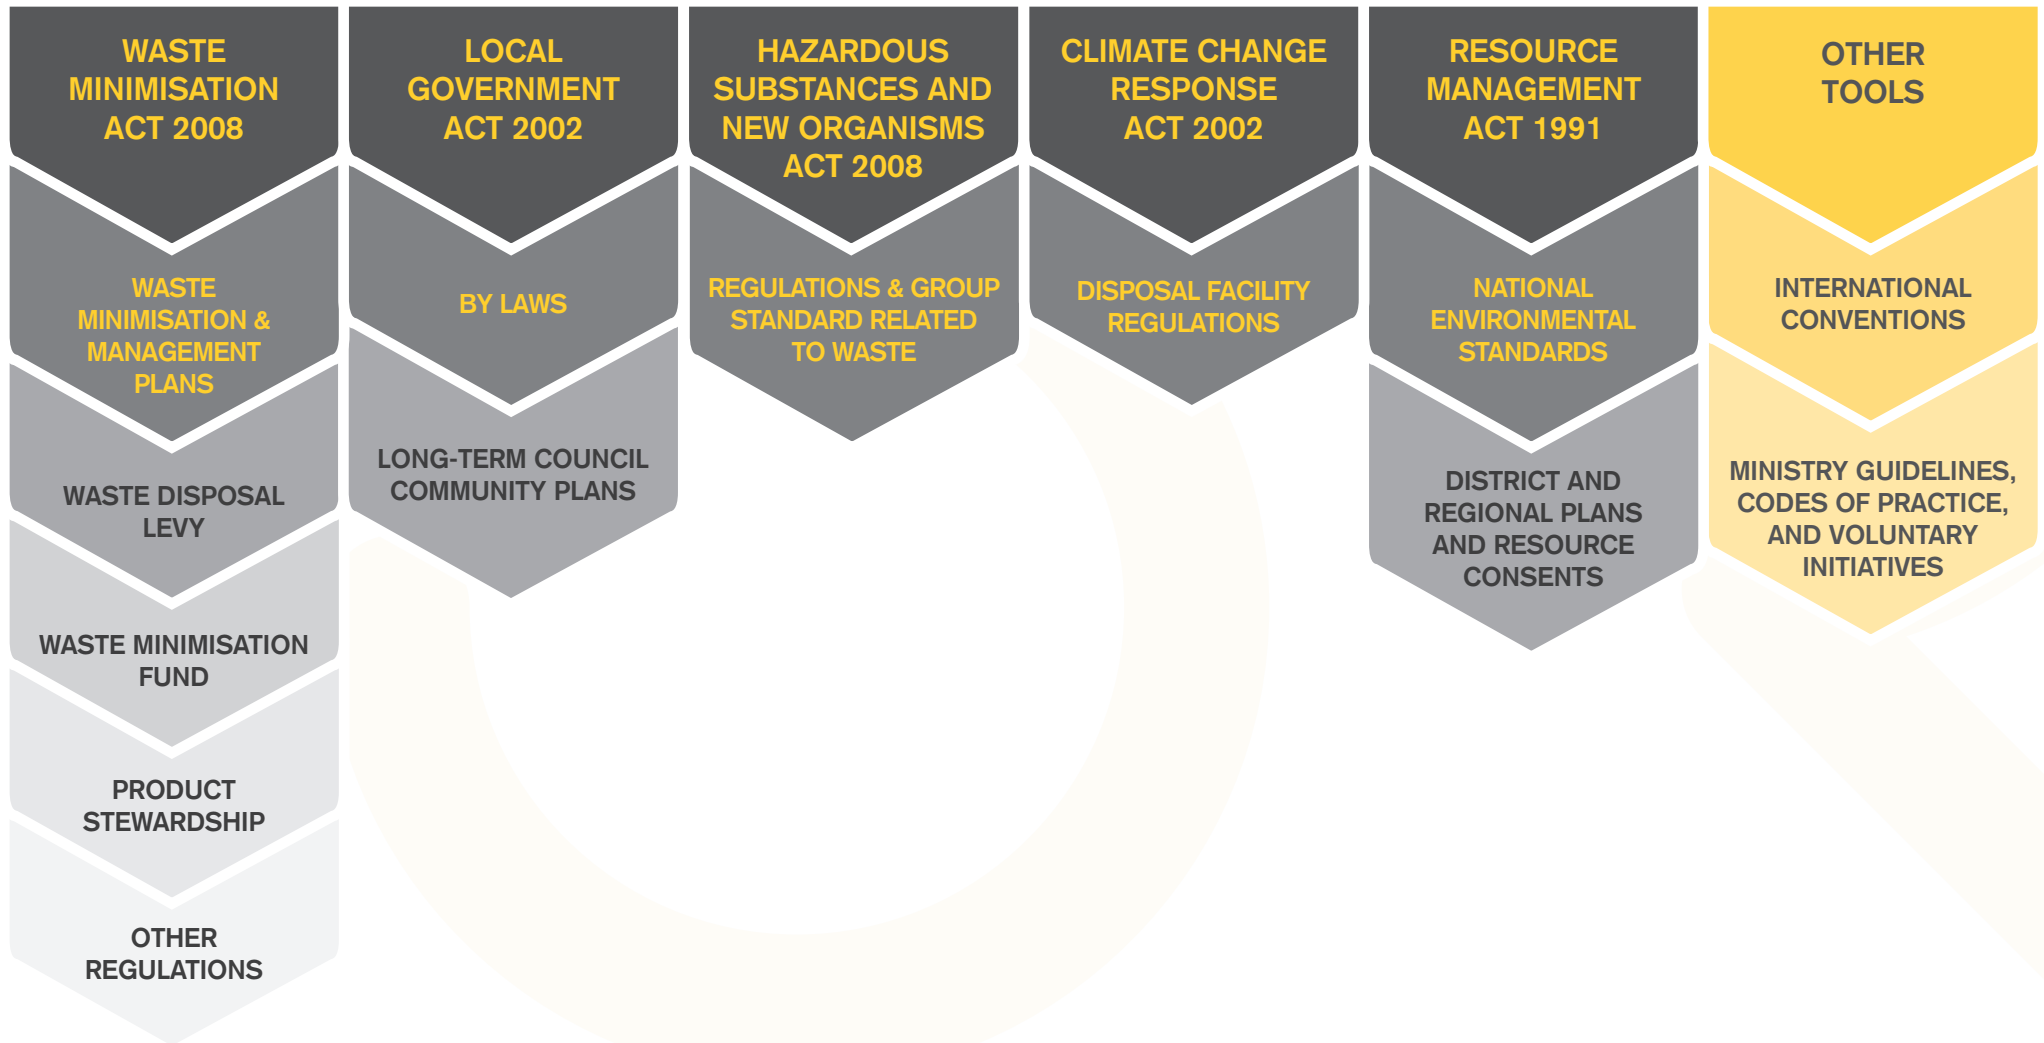 WASTE
MINIMISATION
ACT 2008
WASTE
MINIMISATION &
MANAGEMENT
PLANS
WASTE DISPOSAL
LEVY
WASTE MINIMISATION
FUND
PRODUCT
STEWARDSHIP
OTHER
REGULATIONS
LOCAL
GOVERNMENT
ACT 2002
BY LAWS
LONG-TERM COUNCIL
COMMUNITY PLANS
HAZARDOUS
SUBSTANCES AND
NEW ORGANISMS
ACT 2008
REGULATIONS & GROUP
STANDARD RELATED
TO WASTE
CLIMATE CHANGE
RESPONSE
ACT 2002
DISPOSAL FACILITY
REGULATIONS
RESOURCE
MANAGEMENT
ACT 1991
NATIONAL
ENVIRONMENTAL
STANDARDS
DISTRICT AND
REGIONAL PLANS
AND RESOURCE
CONSENTS
OTHER
TOOLS
INTERNATIONAL
CONVENTIONS
MINISTRY GUIDELINES,
CODES OF PRACTICE,
AND VOLUNTARY
INITIATIVES